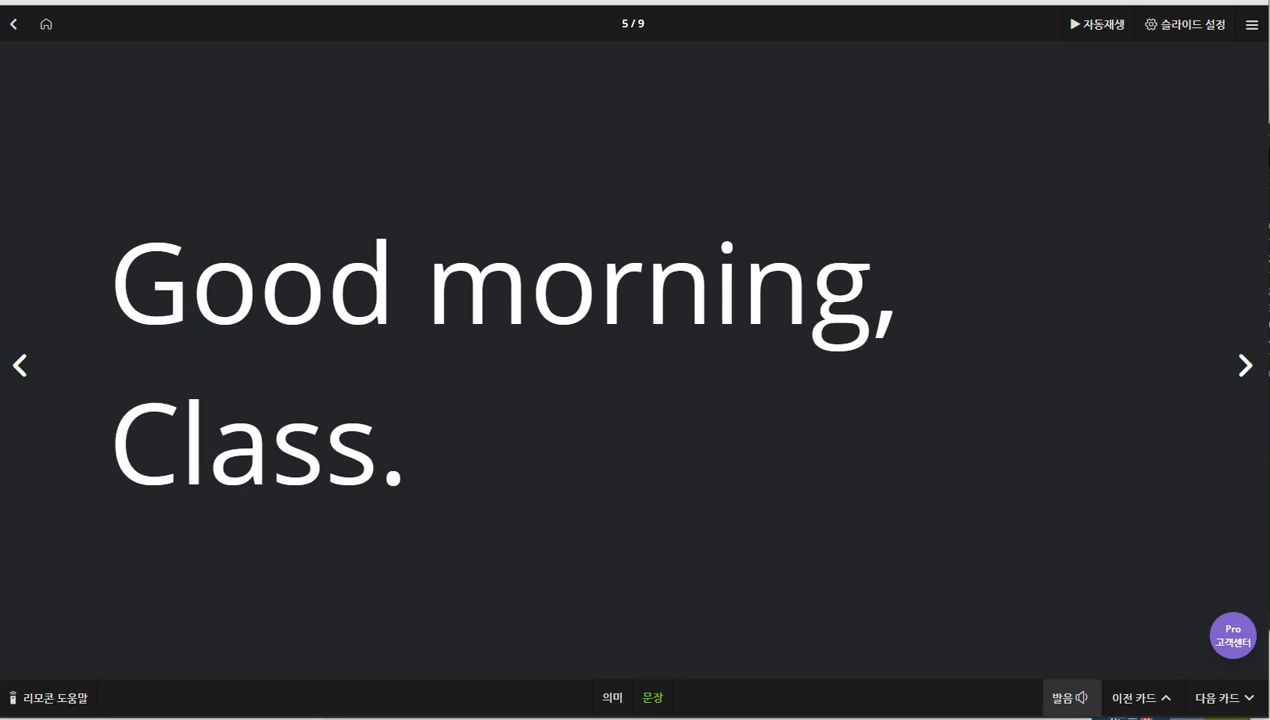 5 / 9
자동재생
슬라이드 설정
Good morning,
Class.
Pro
고객센터
리모콘 도움말
의미
문장
발음
이전 카드
다음 카드